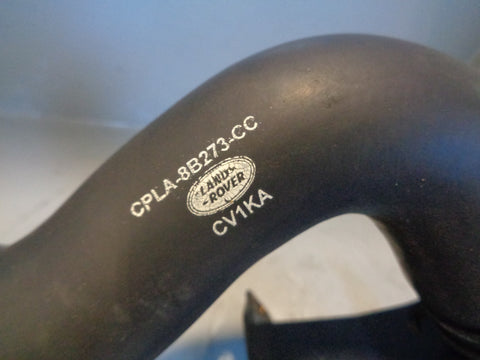 CPLA-8B273-CC
LAND-
-ROVER
CV1KA